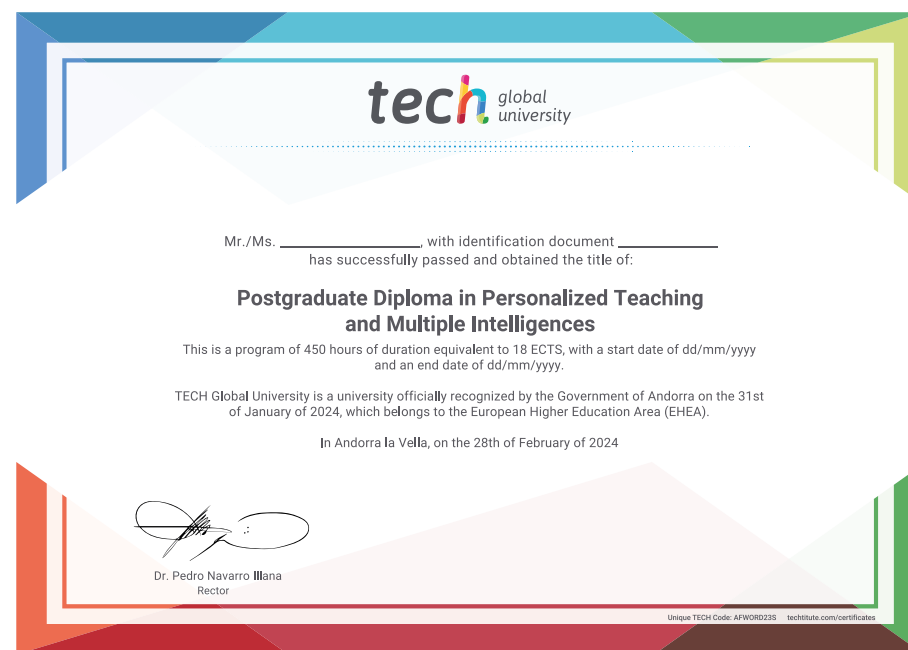 tech global
university
Mr./Ms. ____________, with identification document ____________
has successfully passed and obtained the title of:
Postgraduate Diploma in Personalized Teaching
and Multiple Intelligences
This is a program of 450 hours of duration equivalent to 18 ECTS, with a start date of dd/mm/yyyy
and an end date of dd/mm/yyyy.
TECH Global University is a university officially recognized by the Government of Andorra on the 31st
of January of 2024, which belongs to the European Higher Education Area (EHEA).
In Andorra la Vella, on the 28th of February of 2024
Dr. Pedro Navarro Illana
Rector
Unique TECH Code: AFWORD23S techtitute.com/certificates